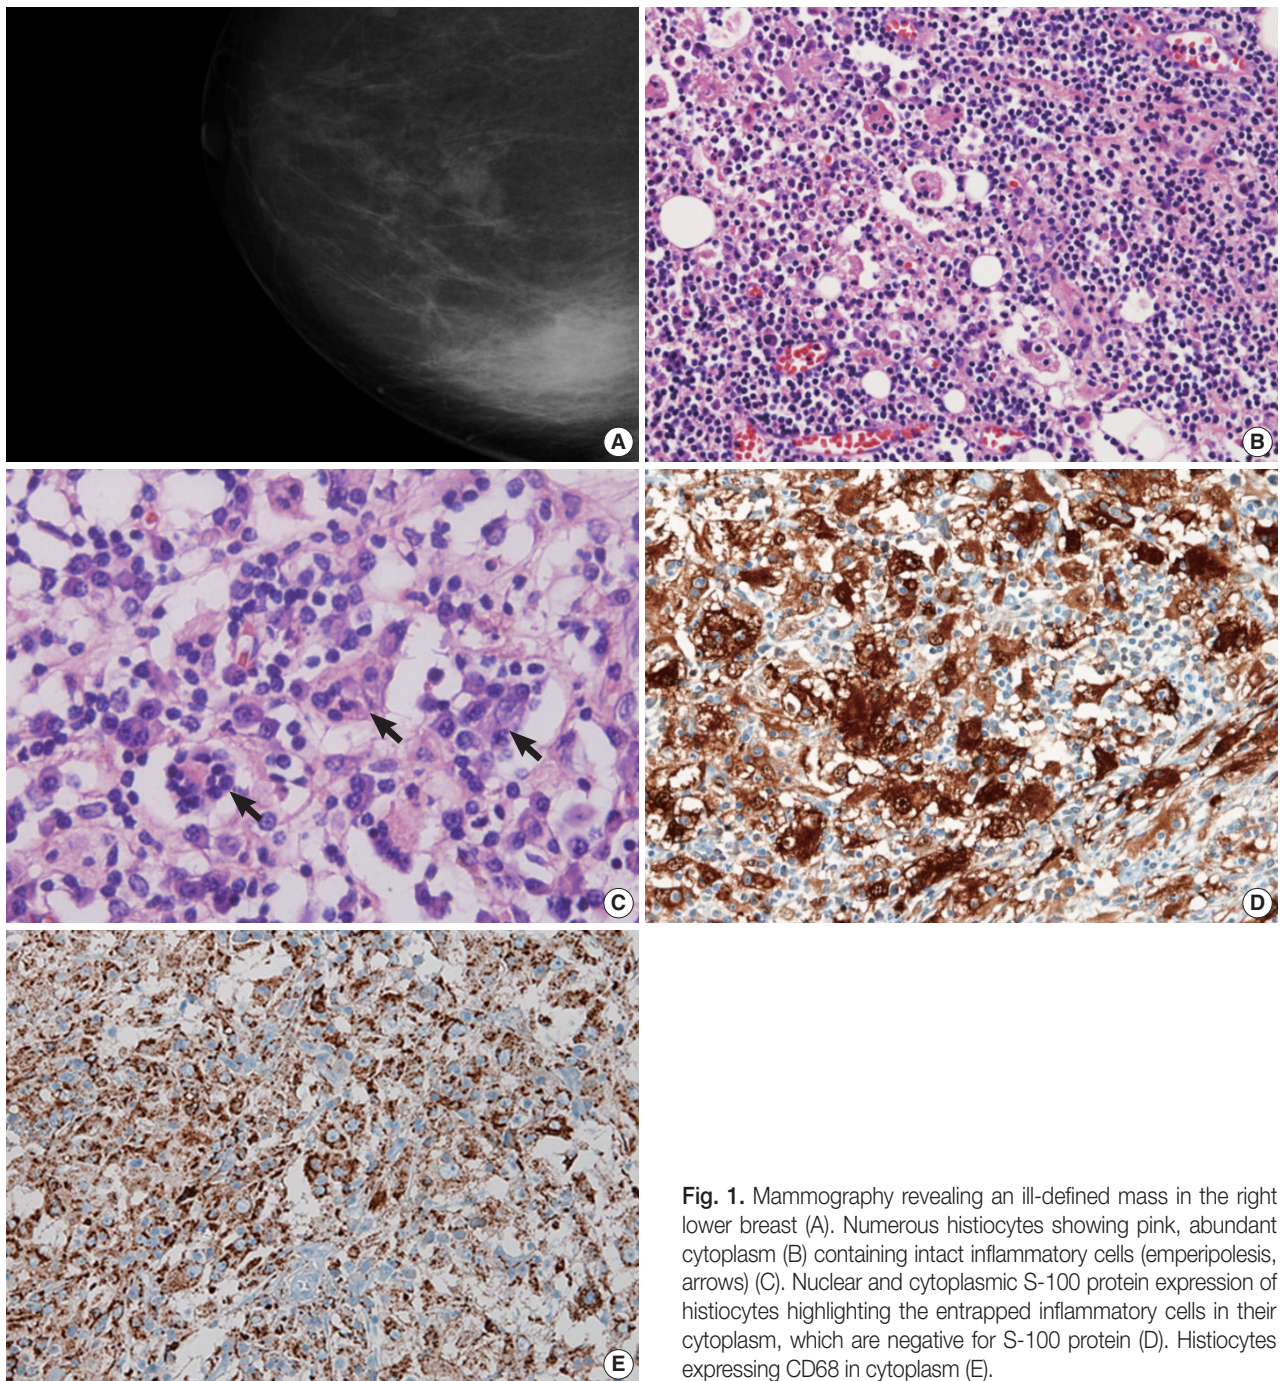 A
B
C
D
E
Fig. 1. Mammography revealing an ill-defined mass in the right
lower breast (A). Numerous histiocytes showing pink, abundant
cytoplasm (B) containing intact inflammatory cells (emperipolesis,
arrows) (C). Nuclear and cytoplasmic S-100 protein expression of
histiocytes highlighting the entrapped inflammatory cells in their
cytoplasm, which are negative for S-100 protein (D). Histiocytes
expressing CD68 in cytoplasm (E).